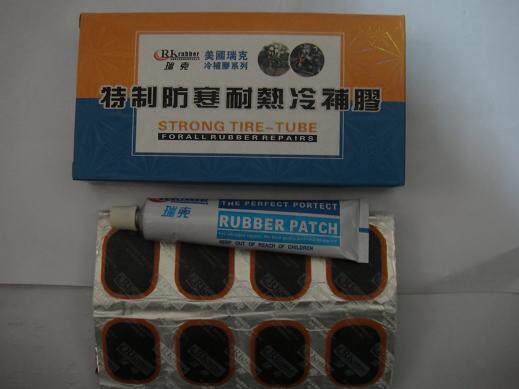 Rkrubber
瑞克
美國瑞克
冷補膠系列
特制防寒耐熱冷補膠
STRONG TIRE-TUBE
FORALL RUBBER REPAIRS
瑞克
THE PERFECT PORTECT
RUBBER PATCH
KEEP OUT OF REACH OF CHILDREN